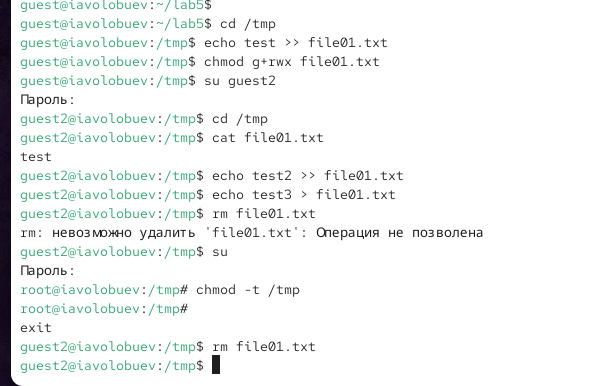 guest@iavolobuev:~/lab5$
guest@iavolobuev:~/lab5$ cd /tmp
guest@iavolobuev:/tmp$ echo test >> file01.txt
guest@iavolobuev:/tmp$ chmod g+rwx file01.txt
guest@iavolobuev:/tmp$ su guest2
Пароль:
guest2@iavolobuev:/tmp$ cd /tmp
guest2@iavolobuev:/tmp$ cat file01.txt
test
guest2@iavolobuev:/tmp$ echo test2 >> file01.txt
guest2@iavolobuev:/tmp$ echo test3 > file01.txt
guest2@iavolobuev:/tmp$ rm file01.txt
rm: невозможно удалить 'file01.txt': Операция не позволена
guest2@iavolobuev:/tmp$ su
Пароль:
root@iavolobuev:/tmp# chmod -t /tmp
root@iavolobuev:/tmp#
exit
guest2@iavolobuev:/tmp$ rm file01.txt
guest2@iavolobuev:/tmp$